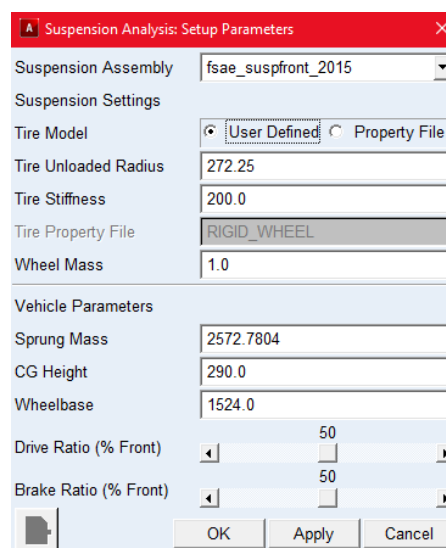 Suspension Analysis: Setup Parameters
Suspension Assembly fsae_suspfront_2015
Suspension Settings
Tire Model User Defined Property File
Tire Unloaded Radius 272.25
Tire Stiffness 200.0
Tire Property File RIGID_WHEEL
Wheel Mass 1.0
Vehicle Parameters
Sprung Mass 2572.7804
CG Height 290.0
Wheelbase 1524.0
50
Drive Ratio (% Front)
50
Brake Ratio (% Front)
OK Apply Cancel